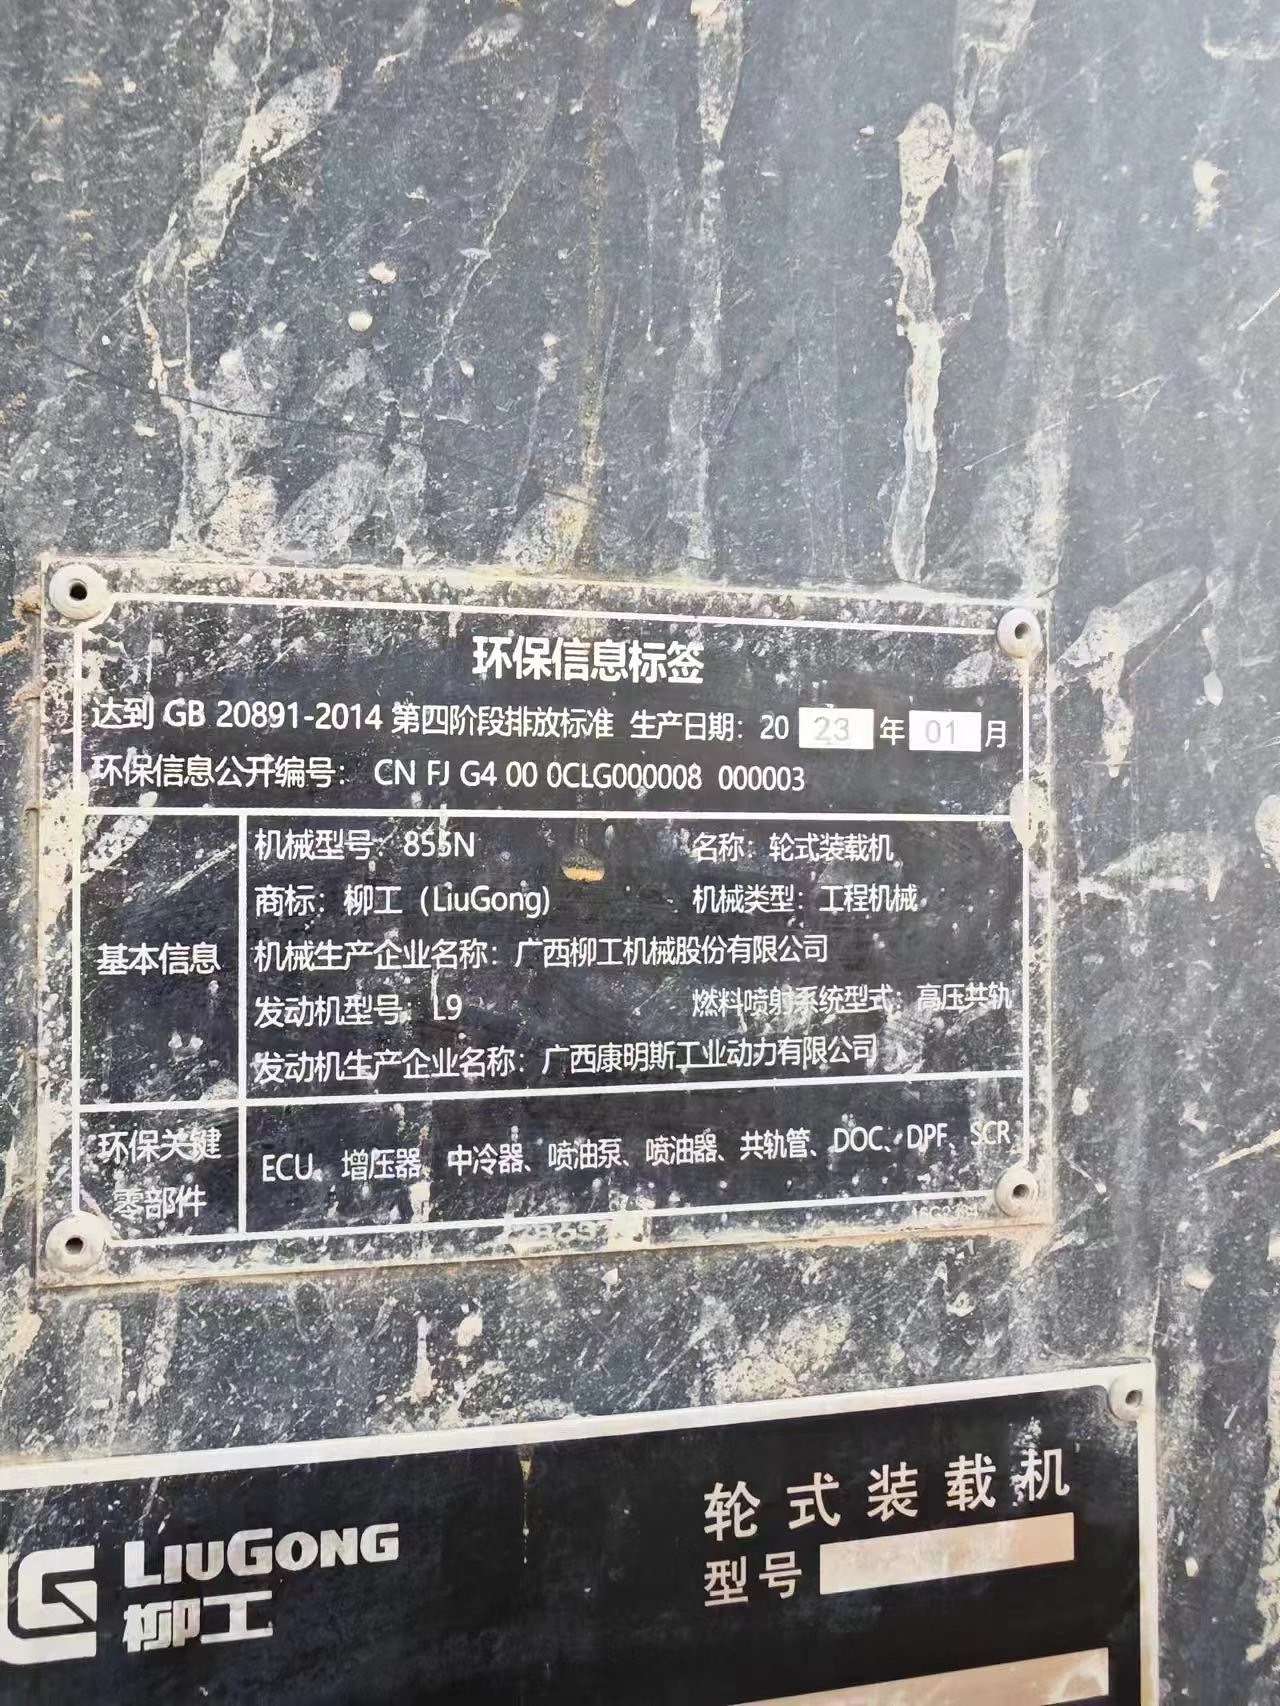 环保信息标签
达到 GB 20891-2014 第四阶段排放标准 生产日期：20 23 年 01 月
环保信息公开编号： CN FJ G4 00 0CLG000008 000003
基本信息
机械型号：855N 名称：轮式装载机
商标：柳工（LiuGong） 机械类型：工程机械
机械生产企业名称：广西柳工机械股份有限公司
发动机型号：L9 燃料喷射系统型式：高压共轨
发动机生产企业名称：广西康明斯工业动力有限公司
环保关键
零部件
ECU、增压器、中冷器、喷油泵、喷油器、共轨管、DOC、DPF、SCR
LIUGONG
柳工
轮式装载机
型号